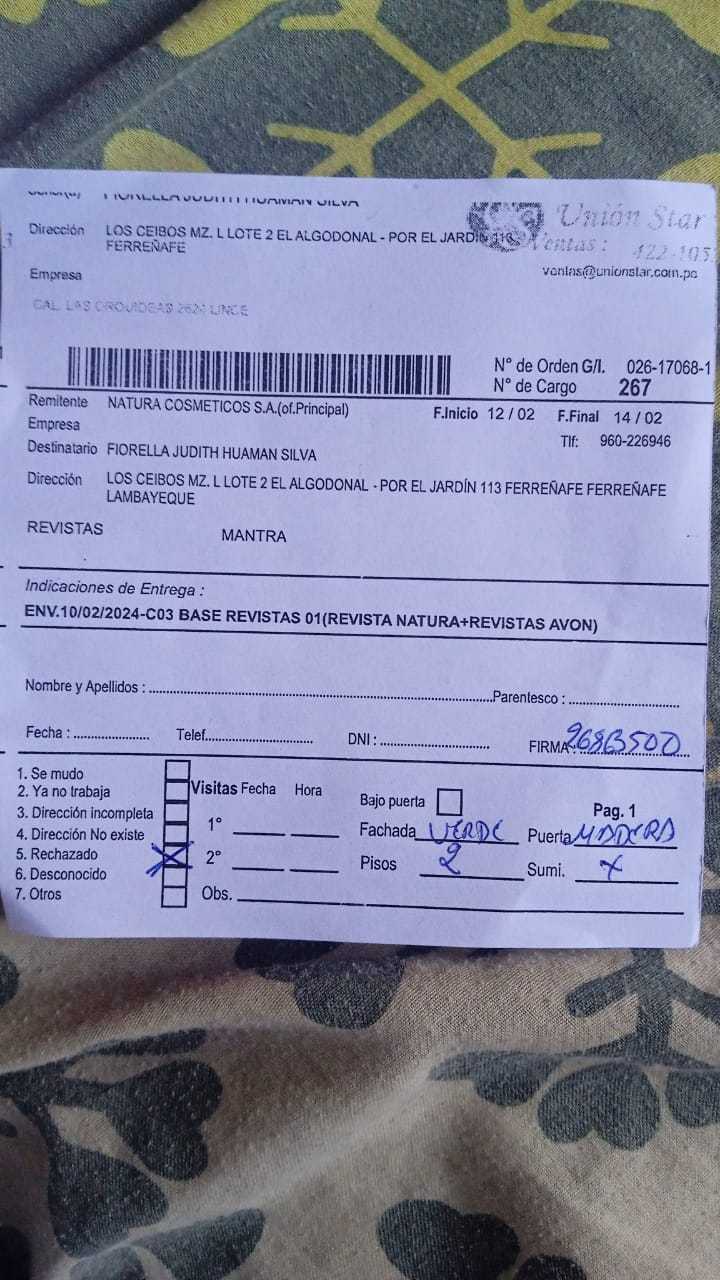 Señor(a) FIORELLA JUDITH HUAMAN SILVA
Dirección LOS CEIBOS MZ. L LOTE 2 EL ALGODONAL - POR EL JARDÍN 113
FERREÑAFE
Unión Star
Ventas : 422-105
ventas@unionstar.com.pe
Empresa
CAL. LAS ORQUIDEAS 2620 LINCE
N° de Orden G/I. 026-17068-1
N° de Cargo 267
Remitente NATURA COSMETICOS S.A.(of.Principal) F.Inicio 12 / 02 F.Final 14 / 02
Empresa Tlf: 960-226946
Destinatario FIORELLA JUDITH HUAMAN SILVA
Dirección LOS CEIBOS MZ. L LOTE 2 EL ALGODONAL - POR EL JARDÍN 113 FERREÑAFE FERREÑAFE
LAMBAYEQUE
REVISTAS MANTRA
Indicaciones de Entrega :
ENV.10/02/2024-C03 BASE REVISTAS 01(REVISTA NATURA+REVISTAS AVON)
Nombre y Apellidos : Parentesco :
Fecha : Telef. DNI : FIRMA :
1. Se mudo
2. Ya no trabaja
3. Dirección incompleta
4. Dirección No existe
5. Rechazado
6. Desconocido
7. Otros
Visitas Fecha Hora
1°
2°
Obs.
Bajo puerta Pag. 1
Fachada VERDE Puerta MADERA
Pisos 2 Sumi. X